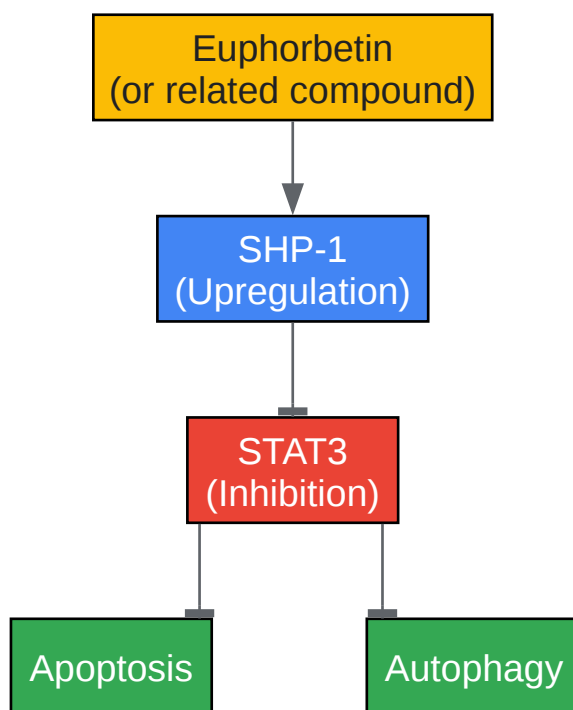 Euphorbetin
(or related compound)
SHP-1
(Upregulation)
STAT3
(Inhibition)
Apoptosis
Autophagy